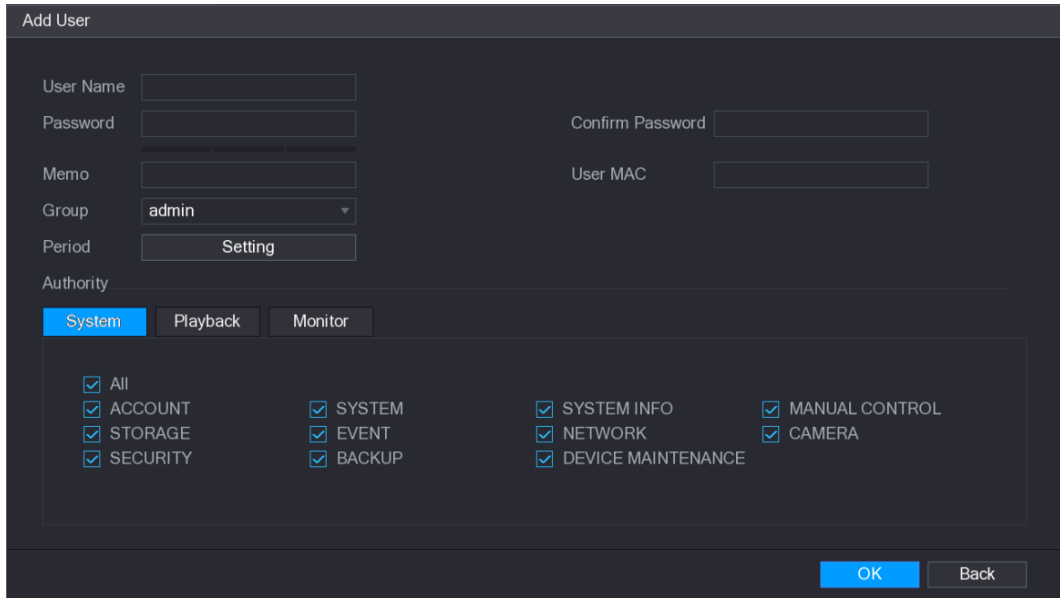 Add User
User Name
Password Confirm Password
Memo User MAC
Group admin
Period Setting
Authority
System Playback Monitor
All
ACCOUNT SYSTEM SYSTEM INFO MANUAL CONTROL
STORAGE EVENT NETWORK CAMERA
SECURITY BACKUP DEVICE MAINTENANCE
OK Back